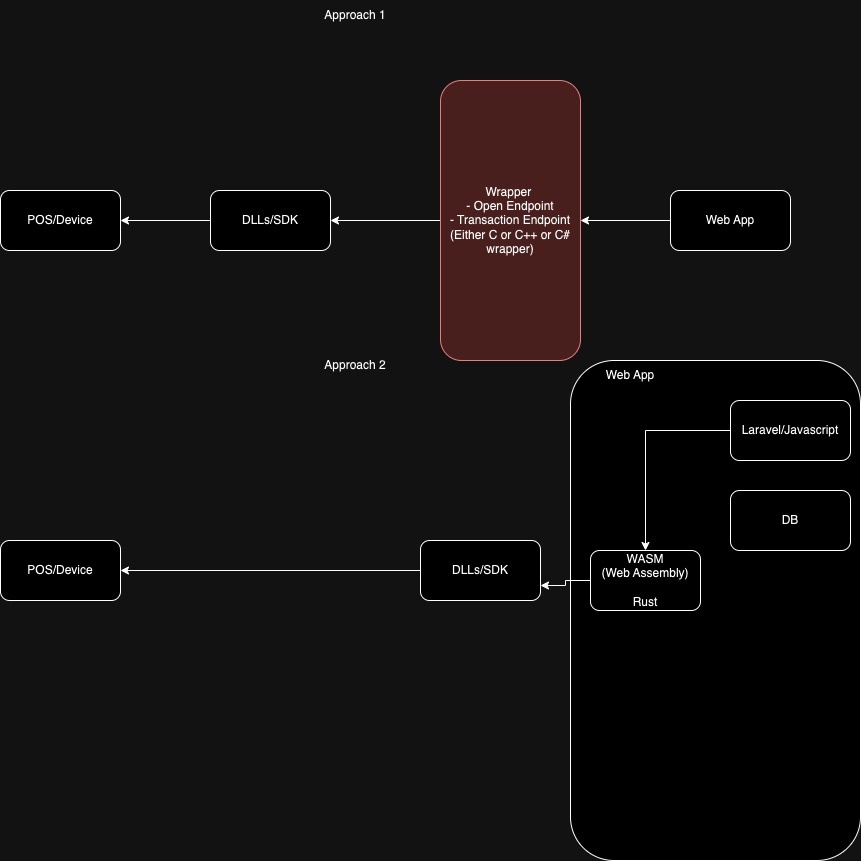 Approach 1
POS/Device
DLLs/SDK
Wrapper
- Open Endpoint
- Transaction Endpoint
(Either C or C++ or C#
wrapper)
Web App
Approach 2
Web App
Laravel/Javascript
DB
POS/Device
DLLs/SDK
WASM
(Web Assembly)
Rust